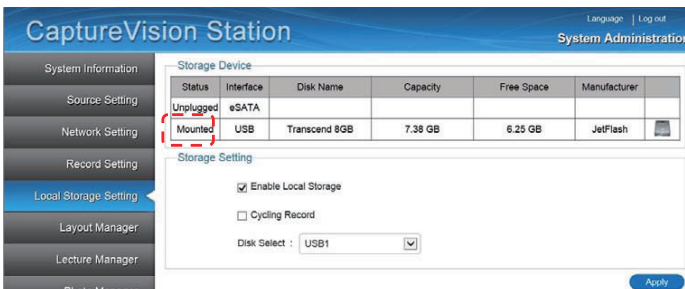 Language | Log out
CaptureVision Station
System Administration
System Information
Source Setting
Network Setting
Record Setting
Local Storage Setting
Layout Manager
Lecture Manager
Storage Device
Status Interface Disk Name Capacity Free Space Manufacturer
Unplugged eSATA
Mounted USB Transcend 8GB 7.38 GB 6.25 GB JetFlash
Storage Setting
Enable Local Storage
Cycling Record
Disk Select : USB1
Apply